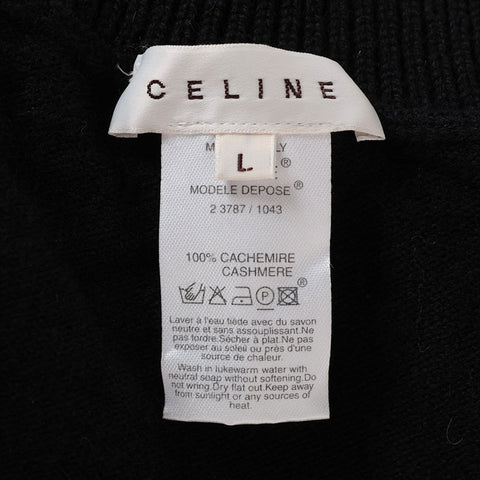 CELINE
L
MODELE DEPOSE ®
2 3787 / 1043
100% CACHEMIRE
CASHMERE
®
Laver à l'eau tiède avec du savon
neutre et sans assouplissant.Ne
pas tordre.Sécher à plat.Ne pas
exposer au soleil ou près d'une
source de chaleur.
Wash in lukewarm water with
neutral soap without softening.Do
not wring.Dry flat out.Keep away
from sunlight or any sources of
heat.